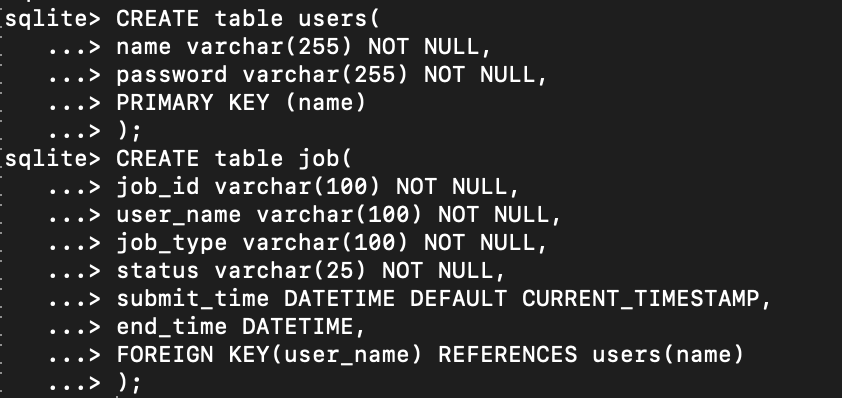 sqlite> CREATE table users(
   ...> name varchar(255) NOT NULL,
   ...> password varchar(255) NOT NULL,
   ...> PRIMARY KEY (name)
   ...> );
sqlite> CREATE table job(
   ...> job_id varchar(100) NOT NULL,
   ...> user_name varchar(100) NOT NULL,
   ...> job_type varchar(100) NOT NULL,
   ...> status varchar(25) NOT NULL,
   ...> submit_time DATETIME DEFAULT CURRENT_TIMESTAMP,
   ...> end_time DATETIME,
   ...> FOREIGN KEY(user_name) REFERENCES users(name)
   ...> );